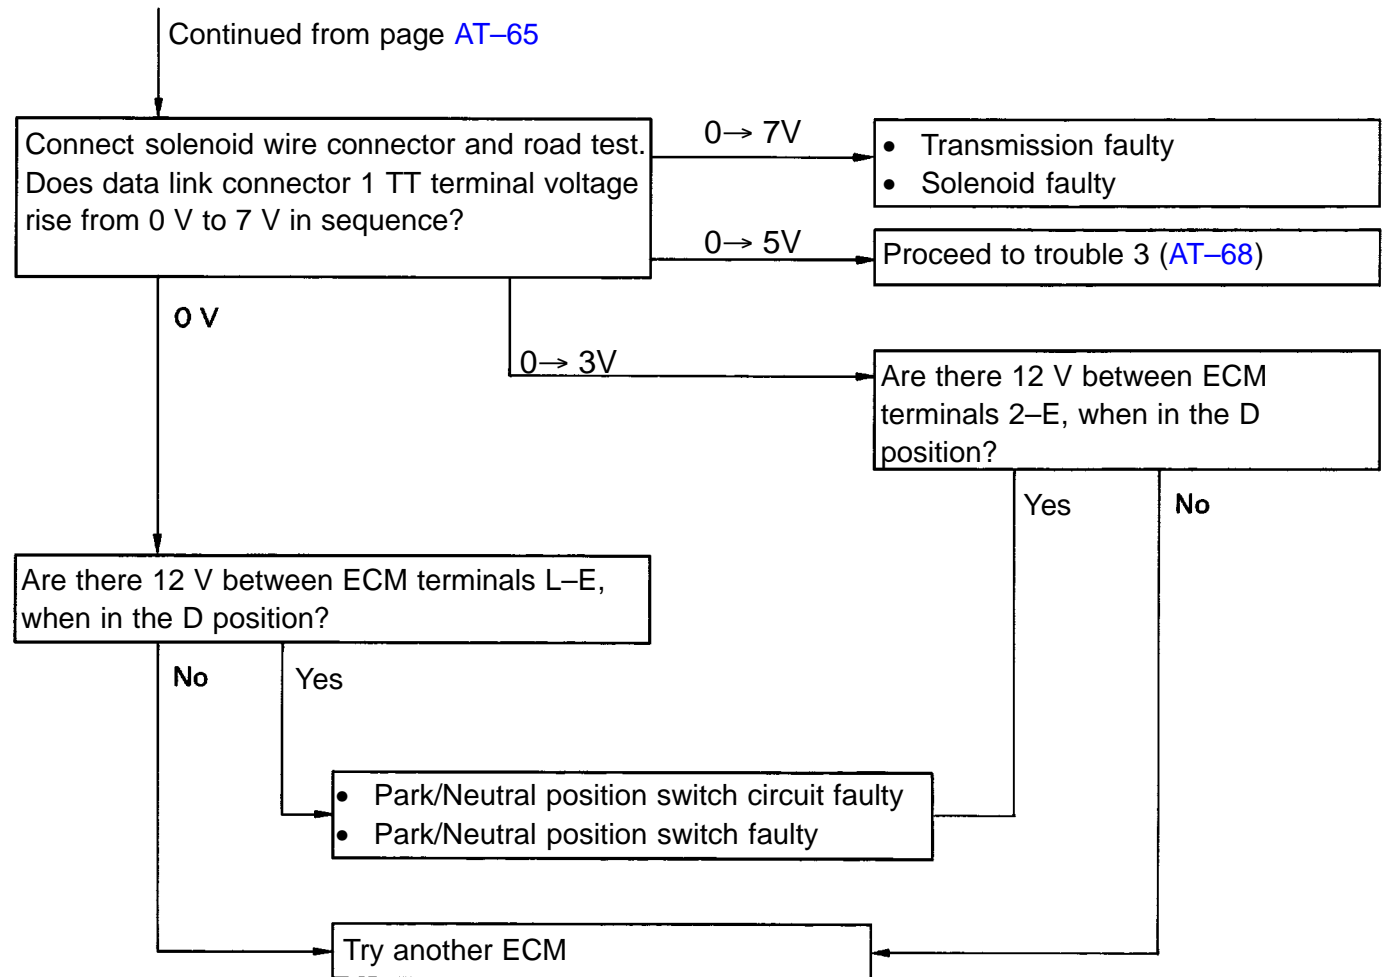 Continued from page AT–65
Connect solenoid wire connector and road test.
Does data link connector 1 TT terminal voltage
rise from 0 V to 7 V in sequence?
0→ 7V
• Transmission faulty
• Solenoid faulty
0→ 5V
Proceed to trouble 3 (AT–68)
0 V
0→ 3V
Are there 12 V between ECM
terminals 2–E, when in the D
position?
Yes
No
Are there 12 V between ECM terminals L–E,
when in the D position?
No
Yes
• Park/Neutral position switch circuit faulty
• Park/Neutral position switch faulty
Try another ECM